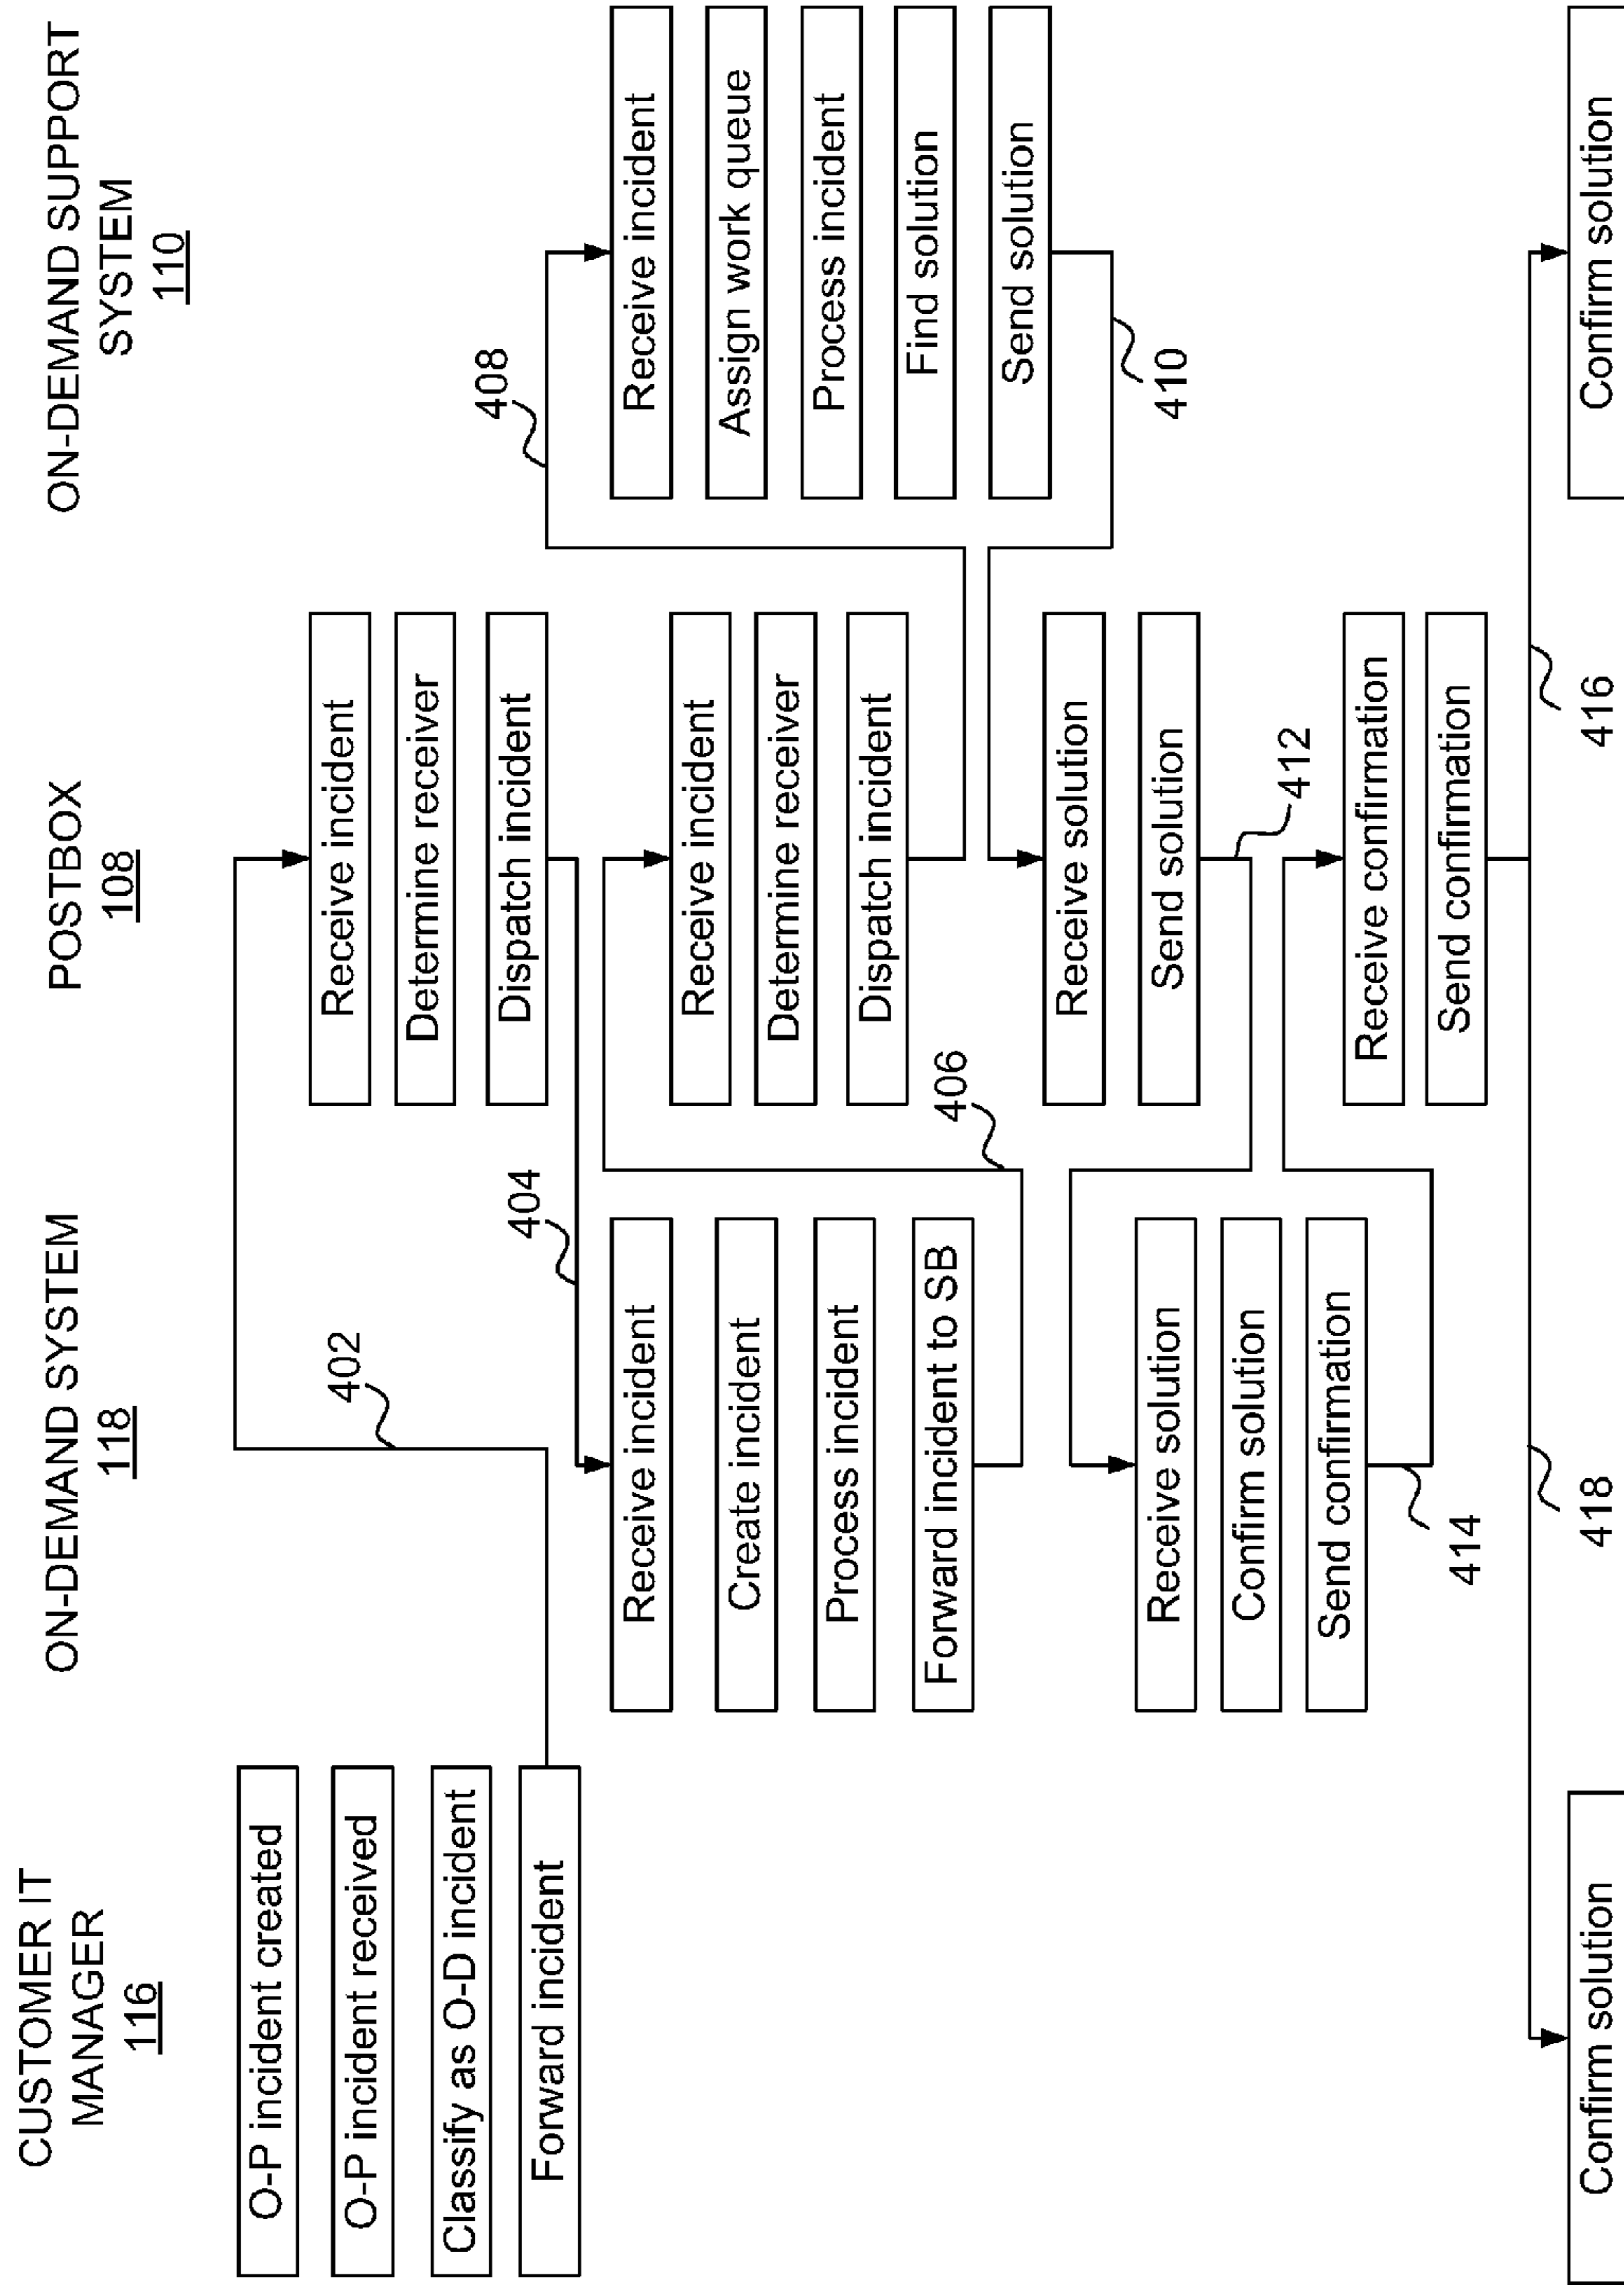 CUSTOMER IT
MANAGER
116
O-P incident created
O-P incident received
Classify as O-D incident
Forward incident
Confirm solution
ON-DEMAND SYSTEM
118
402
404
Receive incident
Create incident
Process incident
Forward incident to SB
406
Receive solution
Confirm solution
Send confirmation
414
418
POSTBOX
108
Receive incident
Determine receiver
Dispatch incident
Receive incident
Determine receiver
Dispatch incident
Receive solution
Send solution
412
Receive confirmation
Send confirmation
416
ON-DEMAND SUPPORT
SYSTEM
110
408
Receive incident
Assign work queue
Process incident
Find solution
Send solution
410
Confirm solution